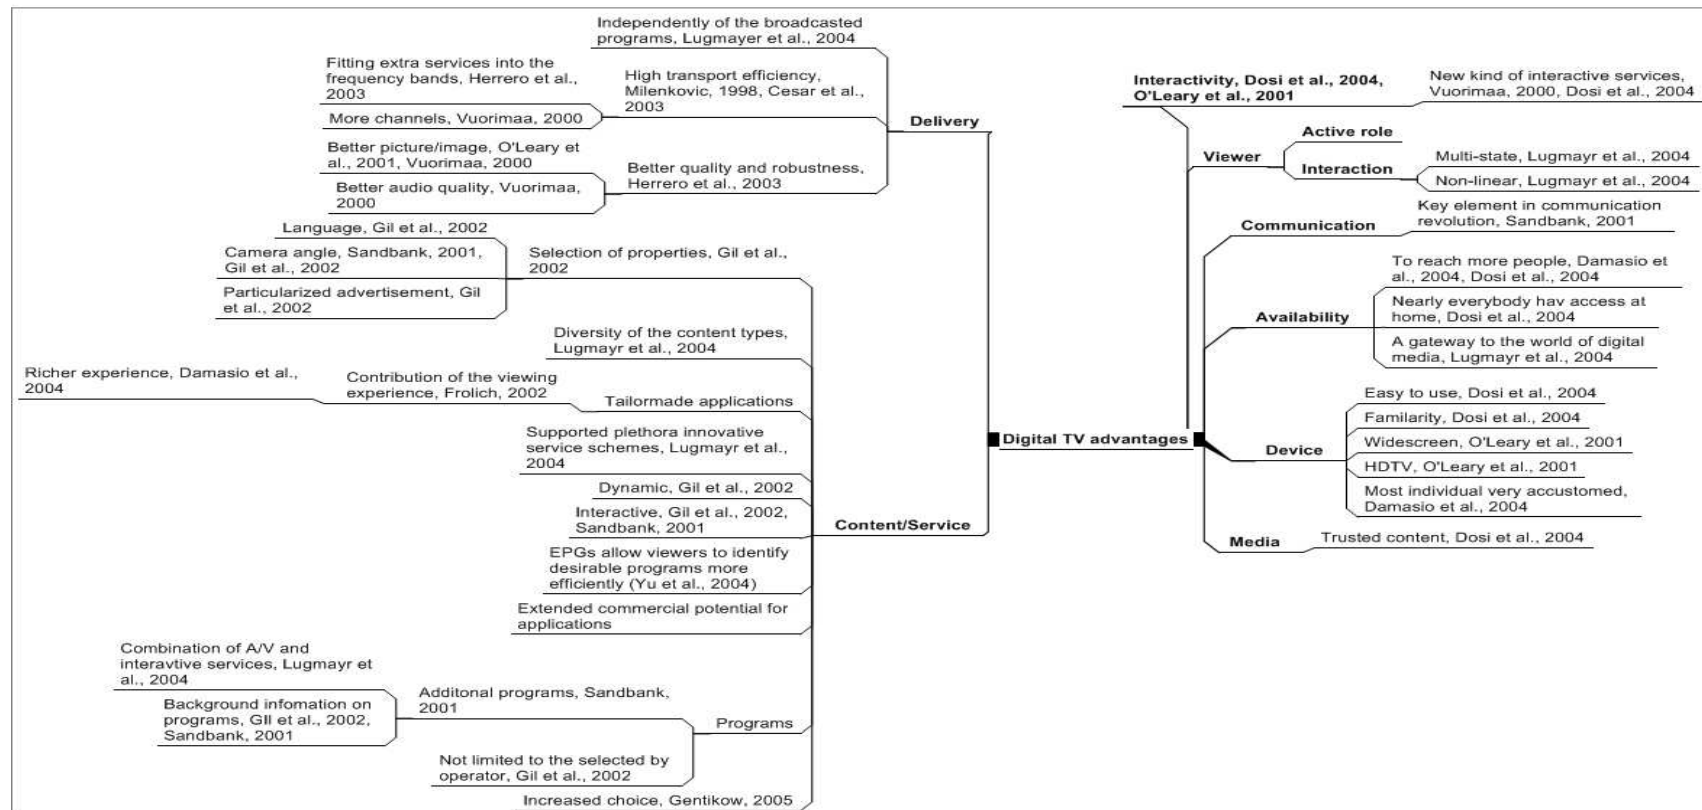 Independently of the broadcasted
programs, Lugmayer et al., 2004
Fitting extra services into the
frequency bands, Herrero et al.,
2003
More channels, Vuorimaa, 2000
High transport efficiency,
Milenkovic, 1998, Cesar et al.,
2003
Delivery
Better picture/image, O'Leary et
al., 2001, Vuorimaa, 2000
Better audio quality, Vuorimaa,
2000
Better quality and robustness,
Herrero et al., 2003
Language, Gil et al., 2002
Camera angle, Sandbank, 2001,
Gil et al., 2002
Particularized advertisement, Gil
et al., 2002
Selection of properties, Gil et al.,
2002
Diversity of the content types,
Lugmayr et al., 2004
Richer experience, Damasio et al.,
2004
Contribution of the viewing
experience, Frolich, 2002
Tailormade applications
Supported plethora innovative
service schemes, Lugmayr et al.,
2004
Dynamic, Gil et al., 2002
Interactive, Gil et al., 2002,
Sandbank, 2001
Content/Service
EPGs allow viewers to identify
desirable programs more
efficiently (Yu et al., 2004)
Extended commercial potential for
applications
Combination of A/V and
interavtive services, Lugmayr et
al., 2004
Background infomation on
programs, GIl et al., 2002,
Sandbank, 2001
Additonal programs, Sandbank,
2001
Programs
Not limited to the selected by
operator, Gil et al., 2002
Increased choice, Gentikow, 2005
Digital TV advantages
Interactivity, Dosi et al., 2004,
O'Leary et al., 2001
New kind of interactive services,
Vuorimaa, 2000, Dosi et al., 2004
Viewer
Active role
Interaction
Multi-state, Lugmayr et al., 2004
Non-linear, Lugmayr et al., 2004
Communication
Key element in communication
revolution, Sandbank, 2001
Availability
To reach more people, Damasio et
al., 2004, Dosi et al., 2004
Nearly everybody hav access at
home, Dosi et al., 2004
A gateway to the world of digital
media, Lugmayr et al., 2004
Device
Easy to use, Dosi et al., 2004
Familarity, Dosi et al., 2004
Widescreen, O'Leary et al., 2001
HDTV, O'Leary et al., 2001
Most individual very accustomed,
Damasio et al., 2004
Media
Trusted content, Dosi et al., 2004